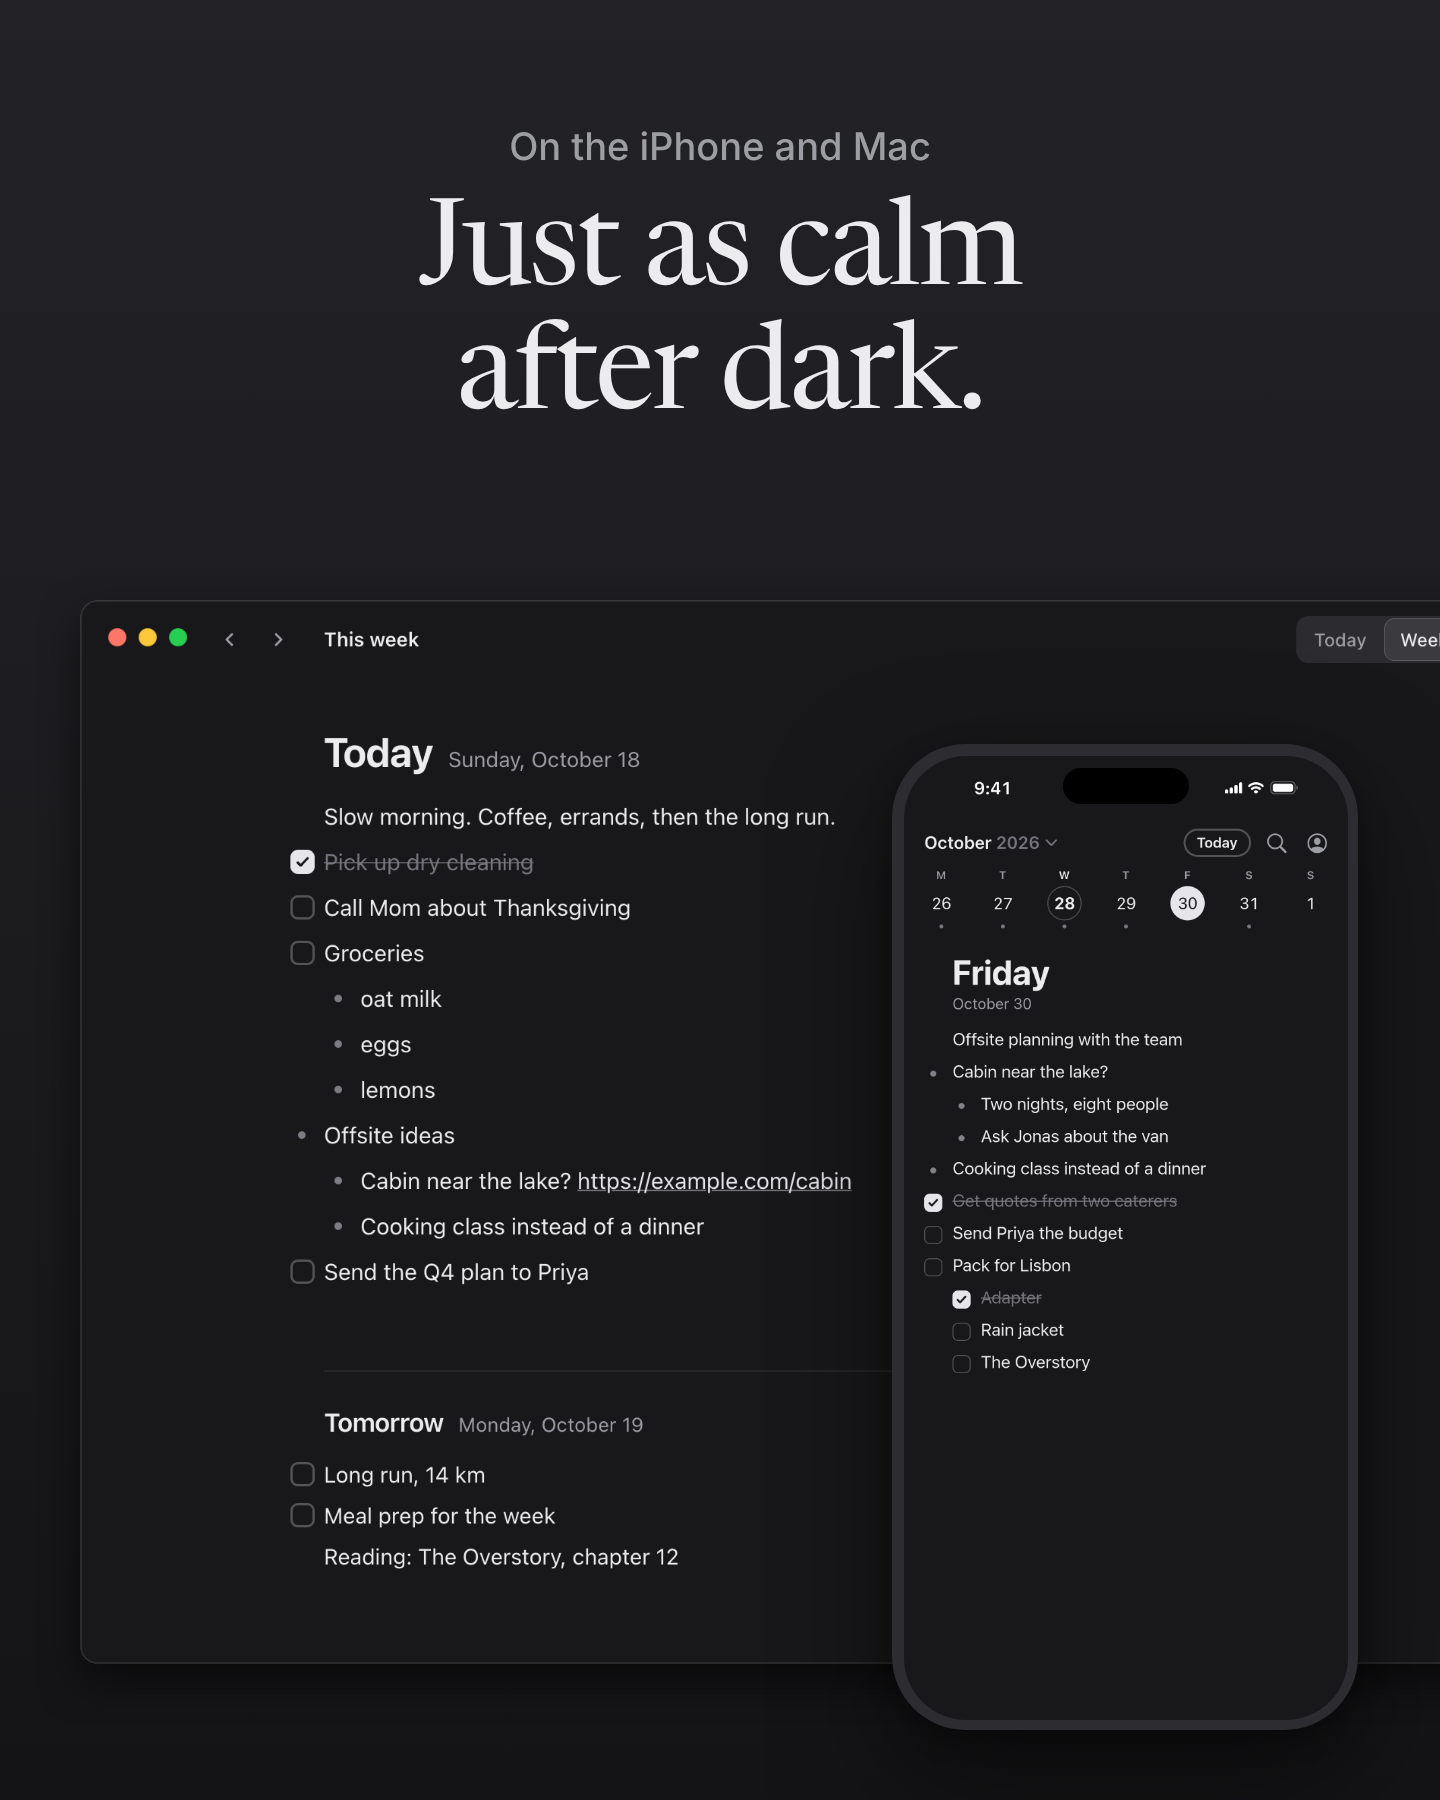 On the iPhone and Mac
Just as calm
after dark.
This week
Today
Today Sunday, October 18
Slow morning. Coffee, errands, then the long run.
Pick up dry cleaning
Call Mom about Thanksgiving
Groceries
oat milk
eggs
lemons
Offsite ideas
Cabin near the lake? https://example.com/cabin
Cooking class instead of a dinner
Send the Q4 plan to Priya
Tomorrow Monday, October 19
Long run, 14 km
Meal prep for the week
Reading: The Overstory, chapter 12
9:41
October 2026 Today
M T W T F S S
26 27 28 29 30 31 1
Friday
October 30
Offsite planning with the team
Cabin near the lake?
Two nights, eight people
Ask Jonas about the van
Cooking class instead of a dinner
Get quotes from two caterers
Send Priya the budget
Pack for Lisbon
Adapter
Rain jacket
The Overstory